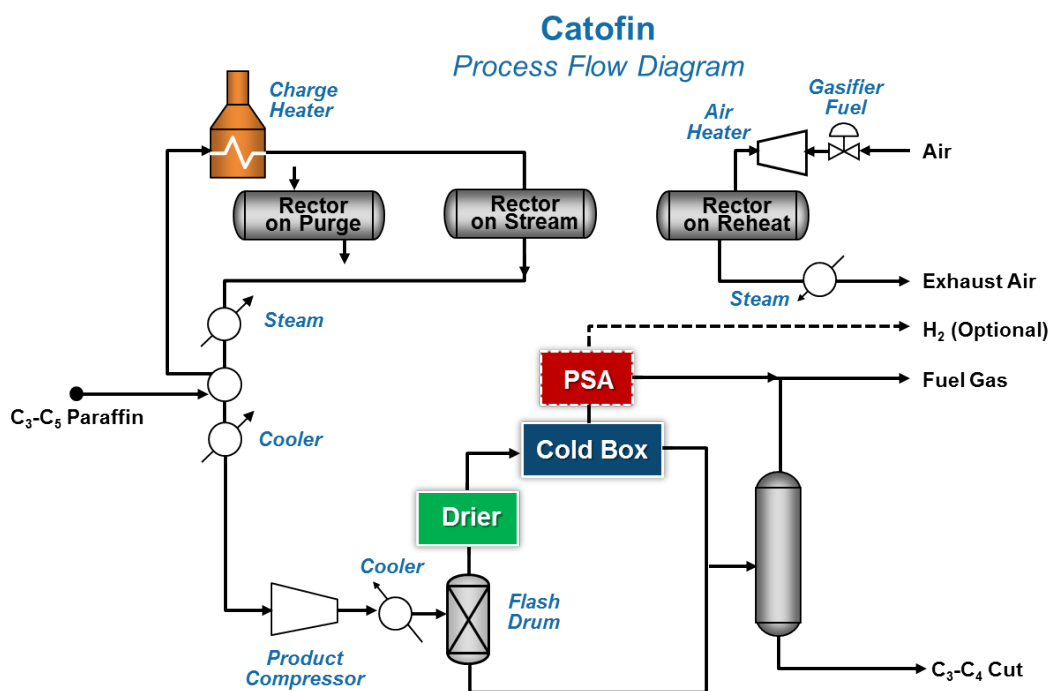 Catofin
Process Flow Diagram
Charge
Heater
Gasifier
Fuel
Air
Heater
Air
Rector
on Purge
Rector
on Stream
Rector
on Reheat
Steam
Exhaust Air
Steam
H₂ (Optional)
PSA
Fuel Gas
C₃-C₅ Paraffin
Cooler
Cold Box
Drier
Cooler
Flash
Drum
Product
Compressor
C₃-C₄ Cut